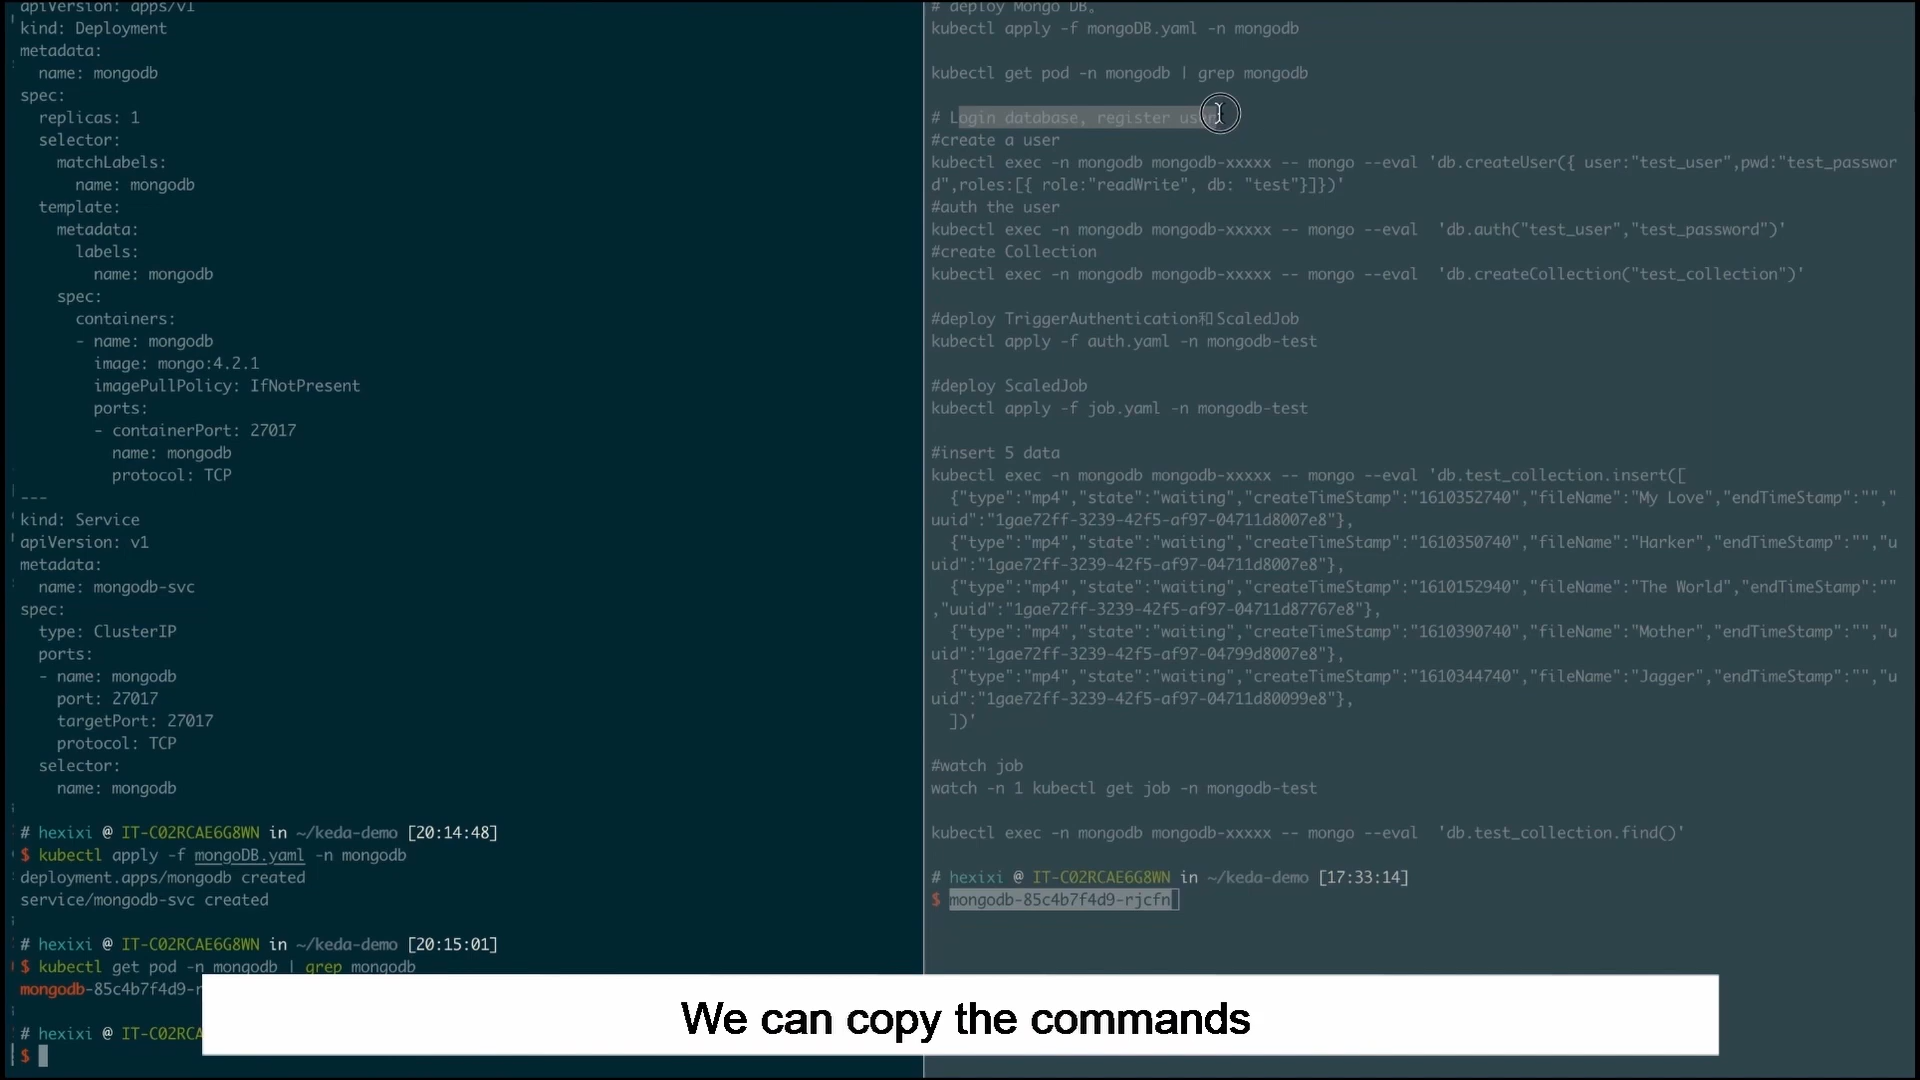 apiVersion: apps/v1
kind: Deployment
metadata:
  name: mongodb
spec:
  replicas: 1
  selector:
    matchLabels:
      name: mongodb
  template:
    metadata:
      labels:
        name: mongodb
    spec:
      containers:
      - name: mongodb
        image: mongo:4.2.1
        imagePullPolicy: IfNotPresent
        ports:
        - containerPort: 27017
          name: mongodb
          protocol: TCP
---
kind: Service
apiVersion: v1
metadata:
  name: mongodb-svc
spec:
  type: ClusterIP
  ports:
  - name: mongodb
    port: 27017
    targetPort: 27017
    protocol: TCP
  selector:
    name: mongodb
# hexixi @ IT-C02RCAE6G8WN in ~/keda-demo [20:14:48]
$ kubectl apply -f mongoDB.yaml -n mongodb
deployment.apps/mongodb created
service/mongodb-svc created
# hexixi @ IT-C02RCAE6G8WN in ~/keda-demo [20:15:01]
$ kubectl get pod -n mongodb | grep mongodb
mongodb-85c4b7f4d9-r
# hexixi @ IT-C02RCA
$
# deploy Mongo DB。
kubectl apply -f mongoDB.yaml -n mongodb
kubectl get pod -n mongodb | grep mongodb
# Login database, register user
#create a user
kubectl exec -n mongodb mongodb-xxxxx -- mongo --eval 'db.createUser({ user:"test_user",pwd:"test_passwor
d",roles:[{ role:"readWrite", db: "test"}]})'
#auth the user
kubectl exec -n mongodb mongodb-xxxxx -- mongo --eval  'db.auth("test_user","test_password")'
#create Collection
kubectl exec -n mongodb mongodb-xxxxx -- mongo --eval  'db.createCollection("test_collection")'
#deploy TriggerAuthentication和ScaledJob
kubectl apply -f auth.yaml -n mongodb-test
#deploy ScaledJob
kubectl apply -f job.yaml -n mongodb-test
#insert 5 data
kubectl exec -n mongodb mongodb-xxxxx -- mongo --eval 'db.test_collection.insert([
  {"type":"mp4","state":"waiting","createTimeStamp":"1610352740","fileName":"My Love","endTimeStamp":"","
uuid":"1gae72ff-3239-42f5-af97-04711d8007e8"},
  {"type":"mp4","state":"waiting","createTimeStamp":"1610350740","fileName":"Harker","endTimeStamp":"","u
uid":"1gae72ff-3239-42f5-af97-04711d8007e8"},
  {"type":"mp4","state":"waiting","createTimeStamp":"1610152940","fileName":"The World","endTimeStamp":""
,"uuid":"1gae72ff-3239-42f5-af97-04711d87767e8"},
  {"type":"mp4","state":"waiting","createTimeStamp":"1610390740","fileName":"Mother","endTimeStamp":"","u
uid":"1gae72ff-3239-42f5-af97-04799d8007e8"},
  {"type":"mp4","state":"waiting","createTimeStamp":"1610344740","fileName":"Jagger","endTimeStamp":"","u
uid":"1gae72ff-3239-42f5-af97-04711d80099e8"},
  ])'
#watch job
watch -n 1 kubectl get job -n mongodb-test
kubectl exec -n mongodb mongodb-xxxxx -- mongo --eval  'db.test_collection.find()'
# hexixi @ IT-C02RCAE6G8WN in ~/keda-demo [17:33:14]
$ mongodb-85c4b7f4d9-rjcfn
We can copy the commands